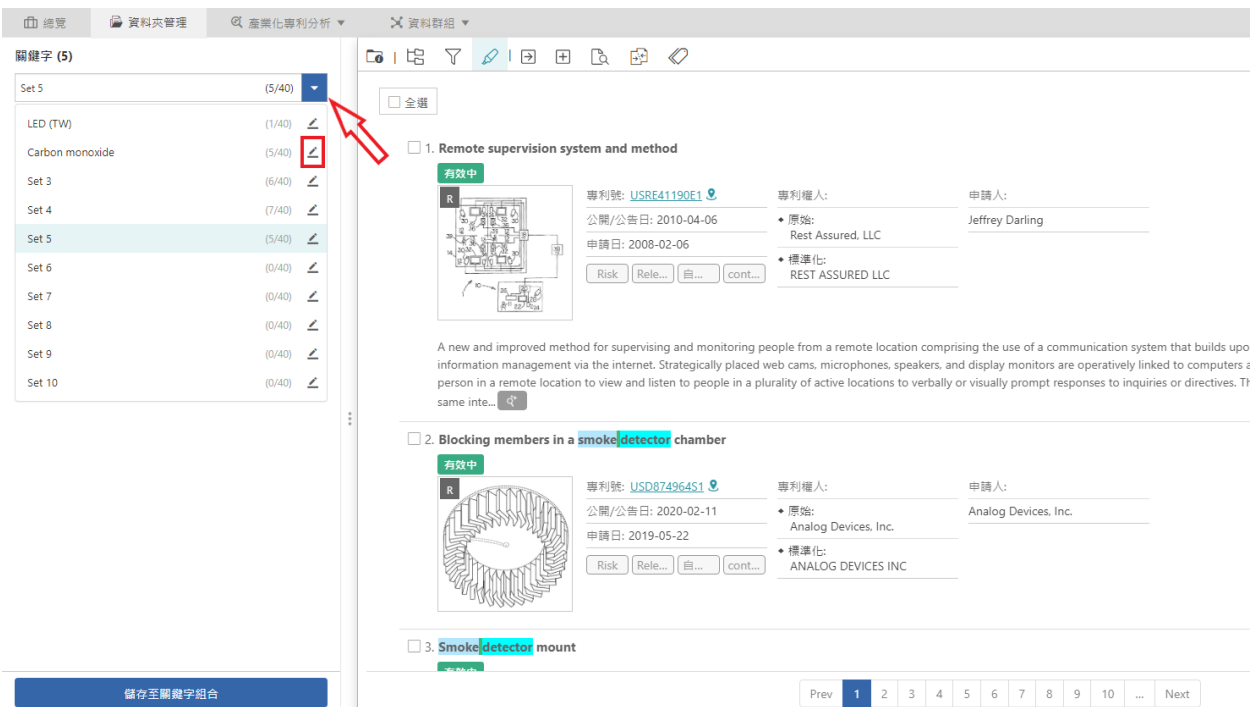 總覽
資料夾管理
產業化專利分析
資料群組
關鍵字 (5)
Set 5 (5/40)
LED (TW) (1/40)
Carbon monoxide (5/40)
Set 3 (6/40)
Set 4 (7/40)
Set 5 (5/40)
Set 6 (0/40)
Set 7 (0/40)
Set 8 (0/40)
Set 9 (0/40)
Set 10 (0/40)
儲存至關鍵字組合
全選
1. Remote supervision system and method
有效中
R
專利號: USRE41190E1
公開/公告日: 2010-04-06
申請日: 2008-02-06
Risk Rele... 自... cont...
專利權人:
◆ 原始:
Rest Assured, LLC
◆ 標準化:
REST ASSURED LLC
申請人:
Jeffrey Darling
A new and improved method for supervising and monitoring people from a remote location comprising the use of a communication system that builds upo
information management via the internet. Strategically placed web cams, microphones, speakers, and display monitors are operatively linked to computers a
person in a remote location to view and listen to people in a plurality of active locations to verbally or visually prompt responses to inquiries or directives. Th
same inte...
2. Blocking members in a smoke detector chamber
有效中
R
專利號: USD874964S1
公開/公告日: 2020-02-11
申請日: 2019-05-22
Risk Rele... 自... cont...
專利權人:
◆ 原始:
Analog Devices, Inc.
◆ 標準化:
ANALOG DEVICES INC
申請人:
Analog Devices, Inc.
3. Smoke detector mount
有效中
Prev 1 2 3 4 5 6 7 8 9 10 ... Next